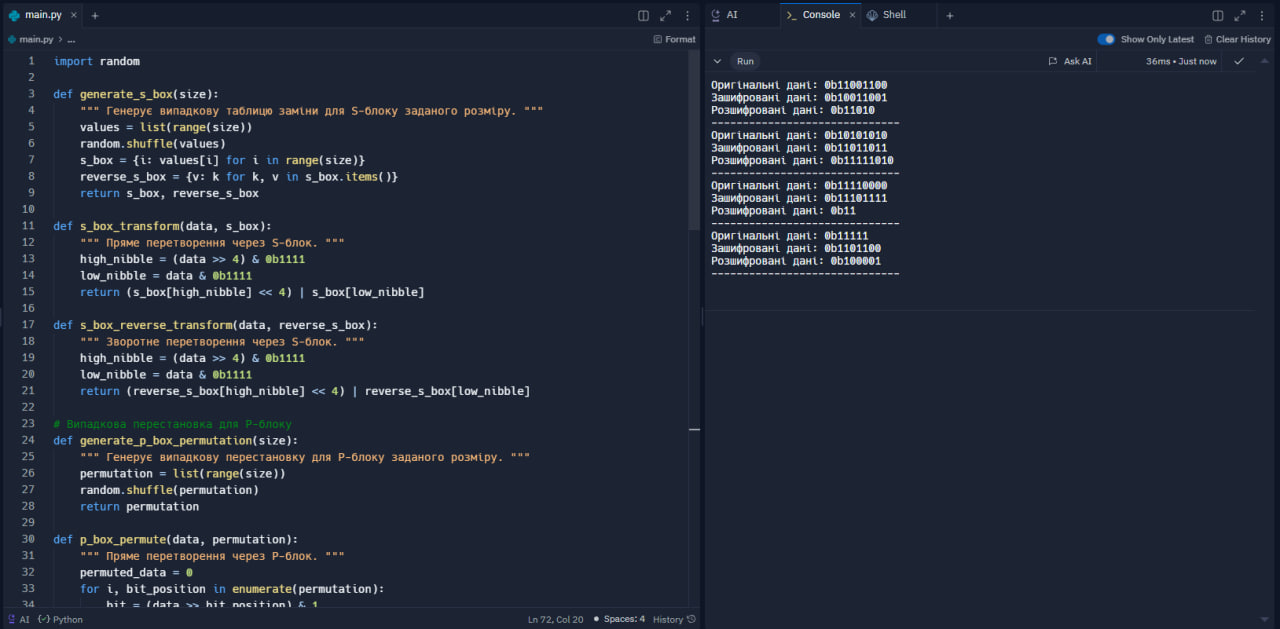 main.py × +
main.py > ...
Format
1 import random
2
3 def generate_s_box(size):
4 """ Генерує випадкову таблицю заміни для S-блоку заданого розміру. """
5 values = list(range(size))
6 random.shuffle(values)
7 s_box = {i: values[i] for i in range(size)}
8 reverse_s_box = {v: k for k, v in s_box.items()}
9 return s_box, reverse_s_box
10
11 def s_box_transform(data, s_box):
12 """ Пряме перетворення через S-блок. """
13 high_nibble = (data >> 4) & 0b1111
14 low_nibble = data & 0b1111
15 return (s_box[high_nibble] << 4) | s_box[low_nibble]
16
17 def s_box_reverse_transform(data, reverse_s_box):
18 """ Зворотне перетворення через S-блок. """
19 high_nibble = (data >> 4) & 0b1111
20 low_nibble = data & 0b1111
21 return (reverse_s_box[high_nibble] << 4) | reverse_s_box[low_nibble]
22
23 # Випадкова перестановка для P-блоку
24 def generate_p_box_permutation(size):
25 """ Генерує випадкову перестановку для P-блоку заданого розміру. """
26 permutation = list(range(size))
27 random.shuffle(permutation)
28 return permutation
29
30 def p_box_permute(data, permutation):
31 """ Пряме перетворення через P-блок. """
32 permuted_data = 0
33 for i, bit_position in enumerate(permutation):
34 bit = (data >> bit_position) & 1
AI {✓} Python
Ln 72, Col 20 • Spaces: 4 History
AI
Console ×
Shell
+
Show Only Latest Clear History
Run
Ask AI
36ms • Just now
Оригінальні дані: 0b11001100
Зашифровані дані: 0b10011001
Розшифровані дані: 0b11010
------------------------------
Оригінальні дані: 0b10101010
Зашифровані дані: 0b11011011
Розшифровані дані: 0b11111010
------------------------------
Оригінальні дані: 0b11110000
Зашифровані дані: 0b11101111
Розшифровані дані: 0b11
------------------------------
Оригінальні дані: 0b11111
Зашифровані дані: 0b1101100
Розшифровані дані: 0b100001
------------------------------